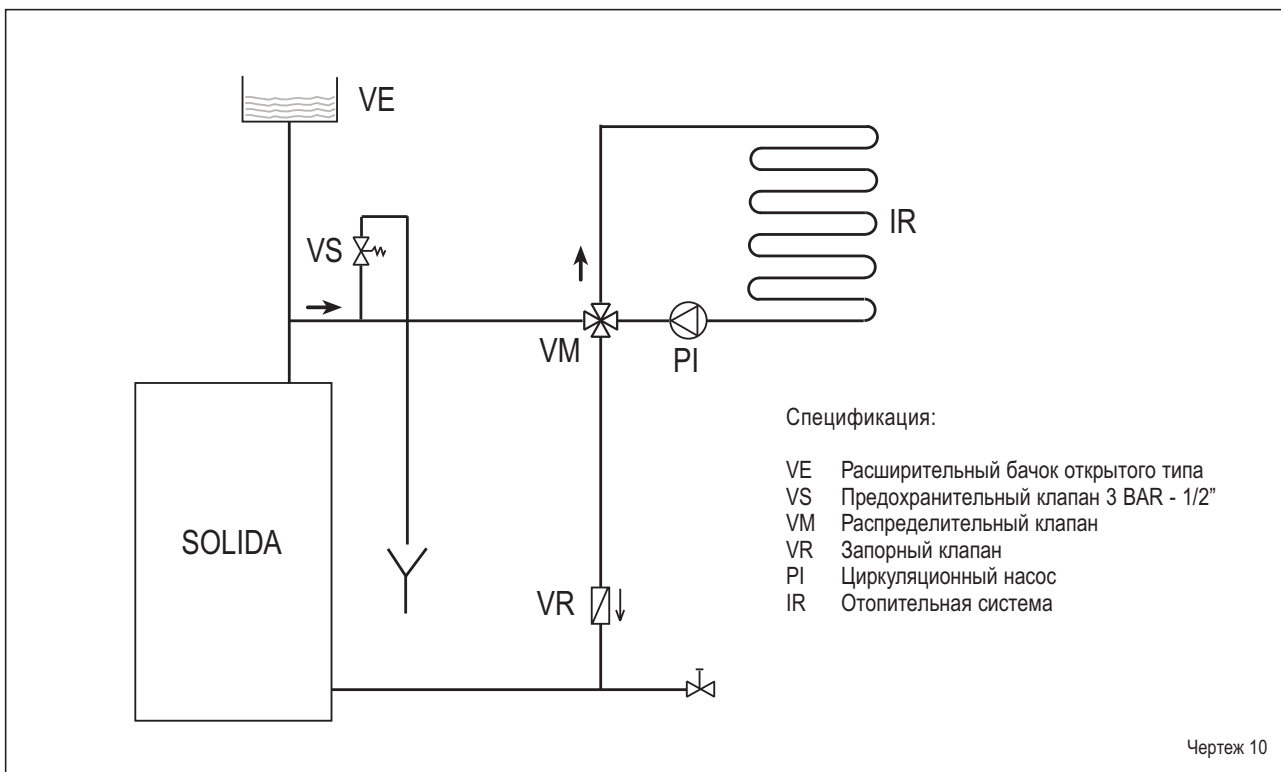 VE
VS
IR
VM
PI
Спецификация:
VE Расширительный бачок открытого типа
VS Предохранительный клапан 3 BAR - 1/2”
VM Распределительный клапан
VR Запорный клапан
PI Циркуляционный насос
IR Отопительная система
SOLIDA
VR
Чертеж 10